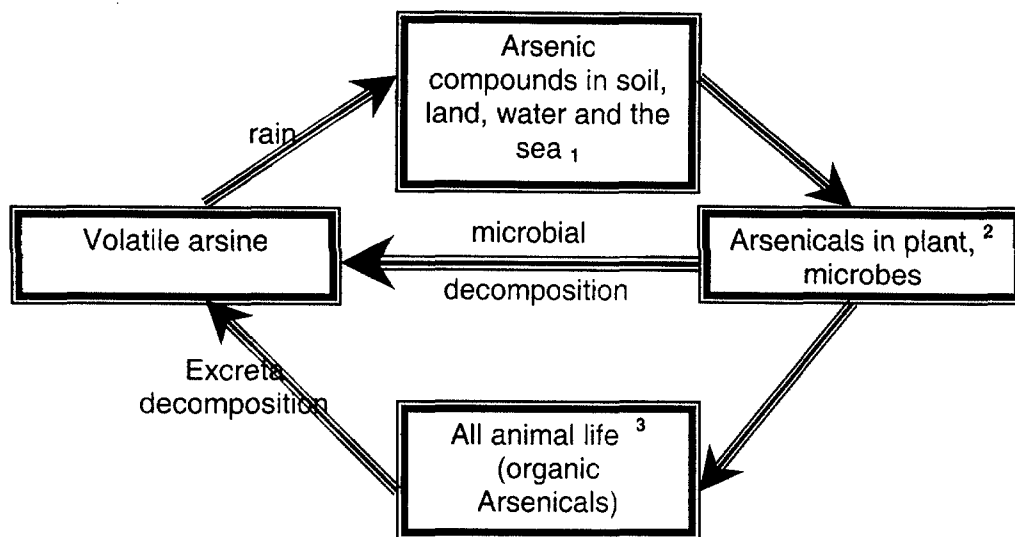 Arsenic
compounds in soil,
land, water and the
sea 1
rain
Volatile arsine
microbial
decomposition
Arsenicals in plant, 2
microbes
Excreta
decomposition
All animal life 3
(organic
Arsenicals)